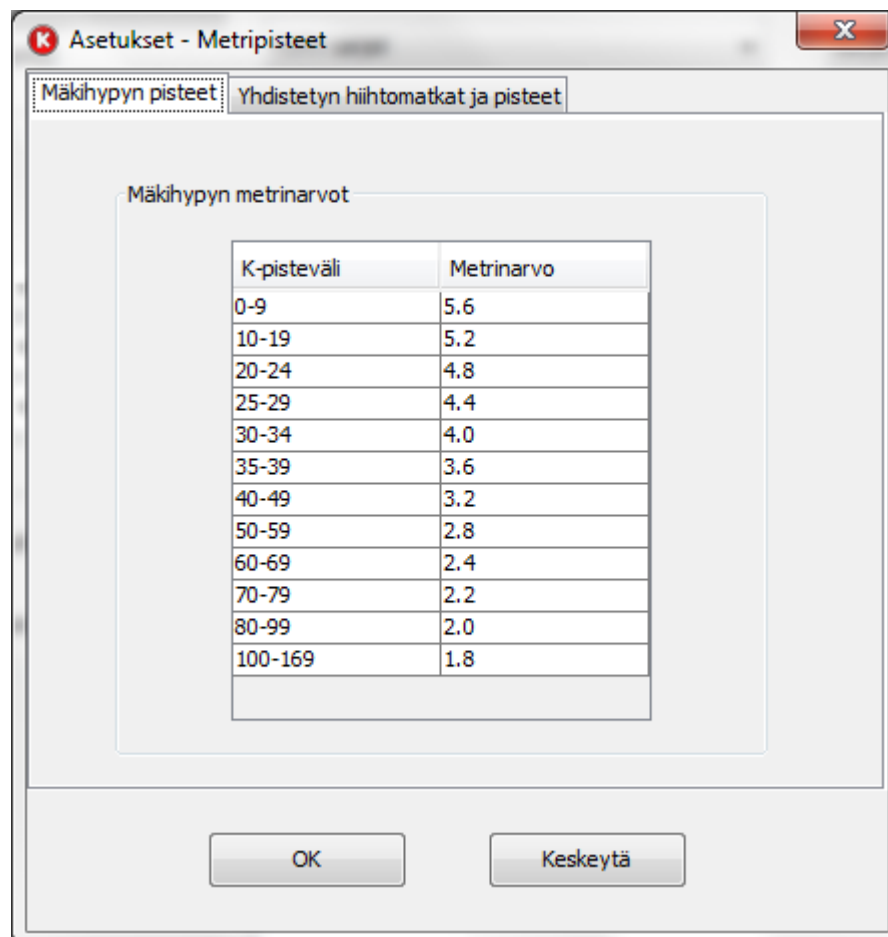 K Asetukset - Metripisteet
Mäkihypyn pisteet Yhdistetyn hiihtomatkat ja pisteet
Mäkihypyn metrinarvot
K-pisteväli Metrinarvo
0-9 5.6
10-19 5.2
20-24 4.8
25-29 4.4
30-34 4.0
35-39 3.6
40-49 3.2
50-59 2.8
60-69 2.4
70-79 2.2
80-99 2.0
100-169 1.8
OK Keskeytä